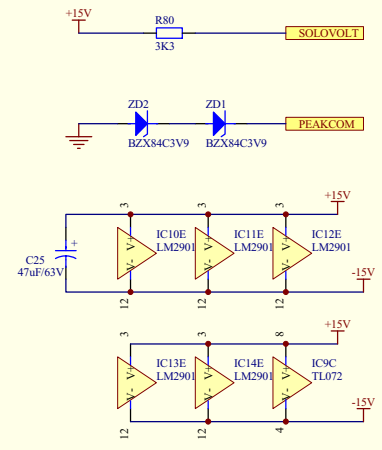 +15V
R80
3K3
SOLOVOLT
ZD2
BZX84C3V9
ZD1
BZX84C3V9
PEAKCOM
+15V
3
3
3
IC10E
LM2901
IC11E
LM2901
IC12E
LM2901
V+
V-
V+
V-
V+
V-
+
C25
47uF/63V
-15V
12
12
12
+15V
3
3
8
IC13E
LM2901
IC14E
LM2901
IC9C
TL072
V+
V-
V+
V-
V+
V-
-15V
12
12
4